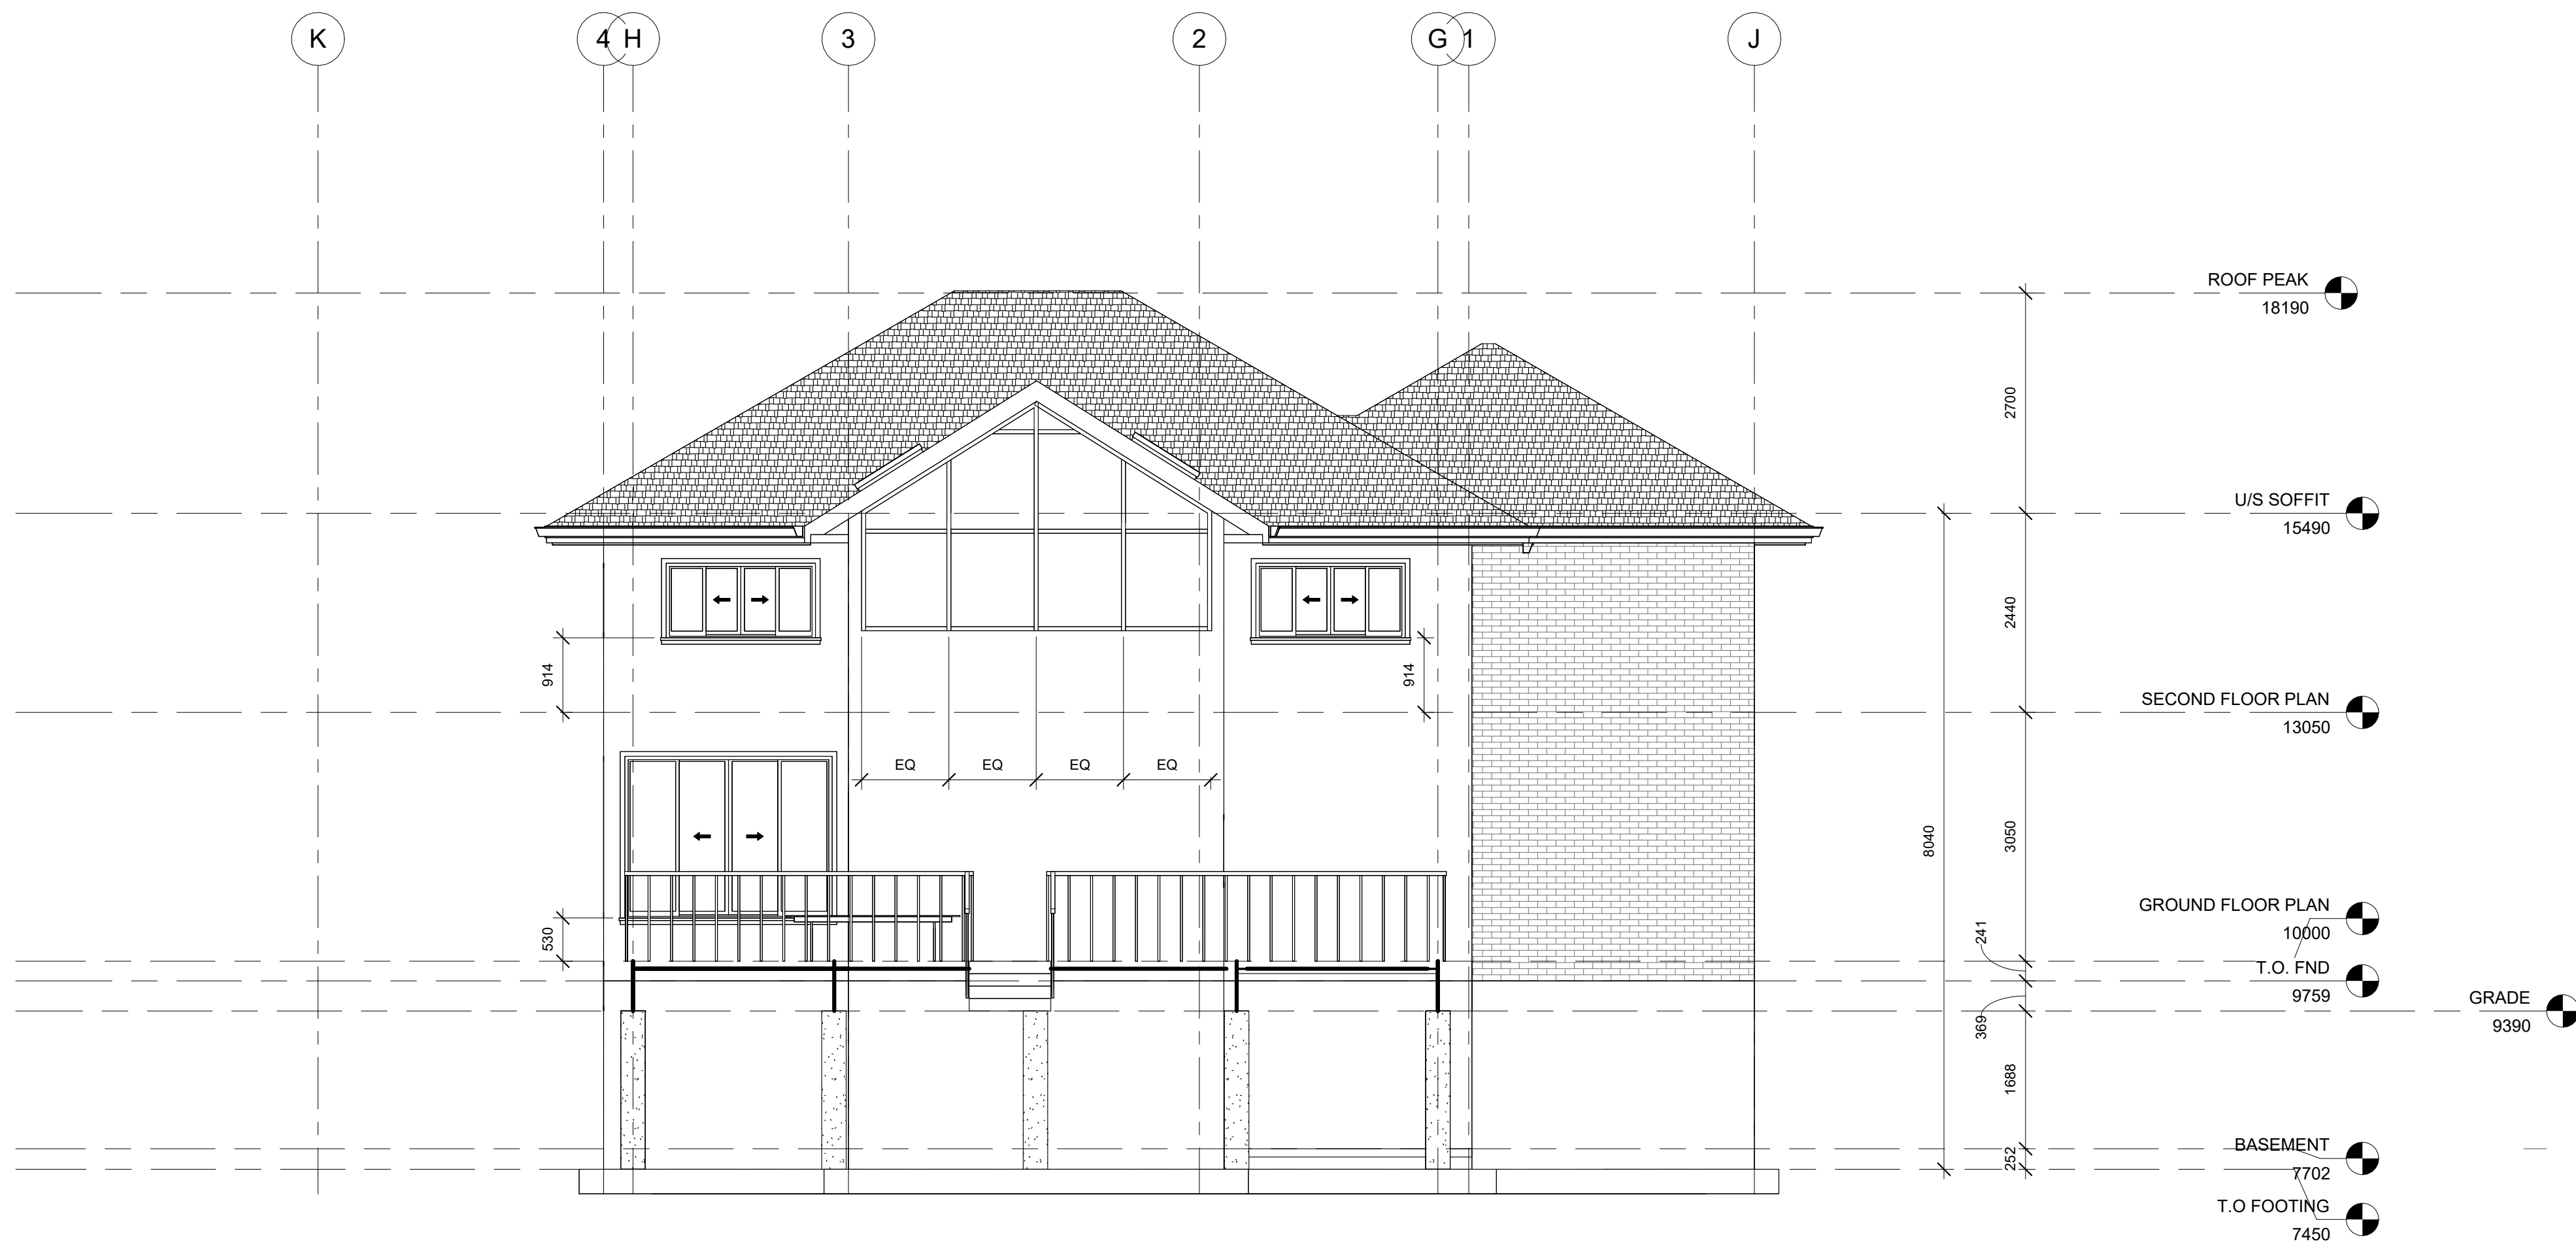 K
4
H
3
2
G
1
J
ROOF PEAK
18190
2700
U/S SOFFIT
15490
2440
914
914
SECOND FLOOR PLAN
13050
EQ
EQ
EQ
EQ
8040
3050
GROUND FLOOR PLAN
10000
530
241
T.O. FND
9759
GRADE
9390
369
1688
BASEMENT
7702
252
T.O FOOTING
7450